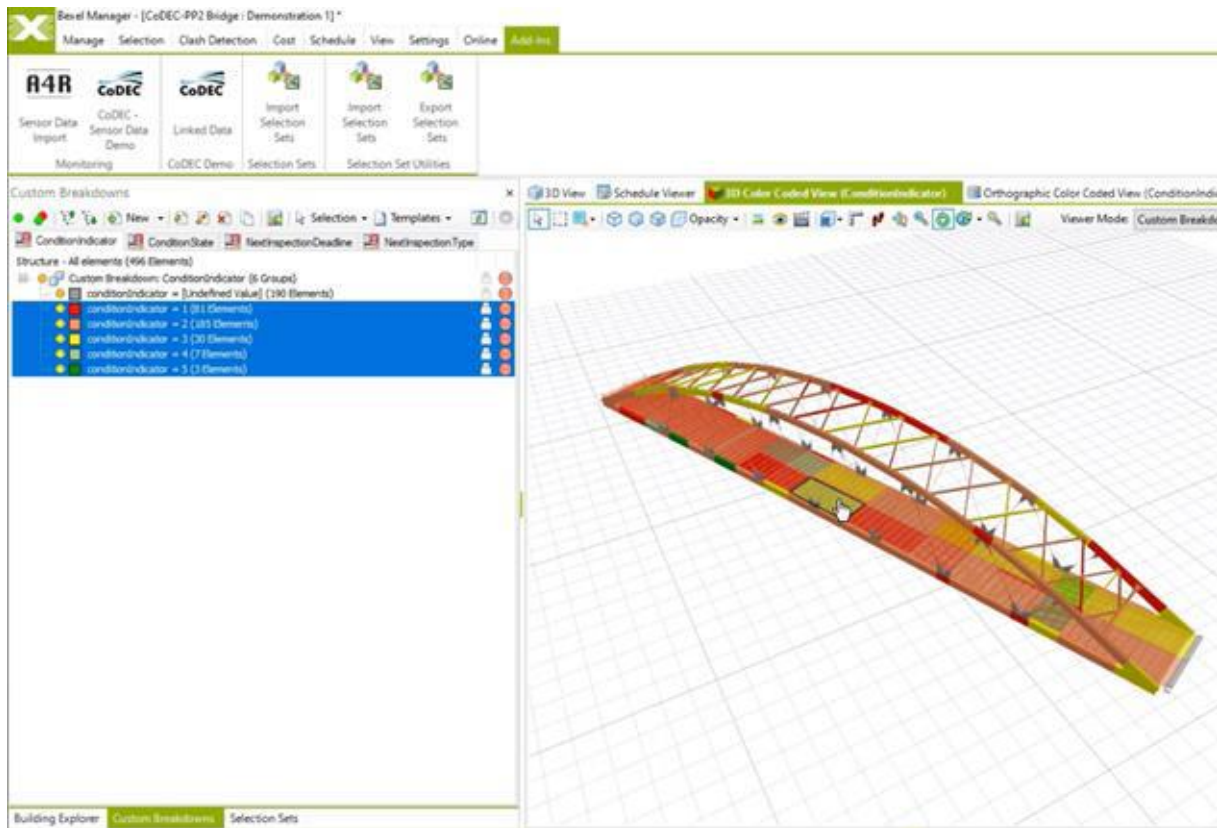 Bexel Manager - [CoDEC-PP2 Bridge : Demonstration 1] *
Manage Selection Clash Detection Cost Schedule View Settings Online Add-Ins
A4R CoDEC CoDEC
Sensor Data Import
CoDEC - Sensor Data Demo
Linked Data
Import Selection Sets
Import Selection Sets
Export Selection Sets
Monitoring CoDEC Demo Selection Sets Selection Set Utilities
Custom Breakdowns
3D View Schedule Viewer 3D Color Coded View (ConditionIndicator) Orthographic Color Coded View (ConditionIndic
New Selection Templates
Opacity Viewer Mode: Custom Breakdo
ConditionIndicator ConditionState NextInspectionDeadline NextInspectionType
Structure - All elements (496 Elements)
Custom Breakdown: ConditionIndicator (6 Groups)
conditionIndicator = [Undefined Value] (190 Elements)
conditionIndicator = 1 (81 Elements)
conditionIndicator = 2 (185 Elements)
conditionIndicator = 3 (30 Elements)
conditionIndicator = 4 (7 Elements)
conditionIndicator = 5 (3 Elements)
Building Explorer Custom Breakdowns Selection Sets